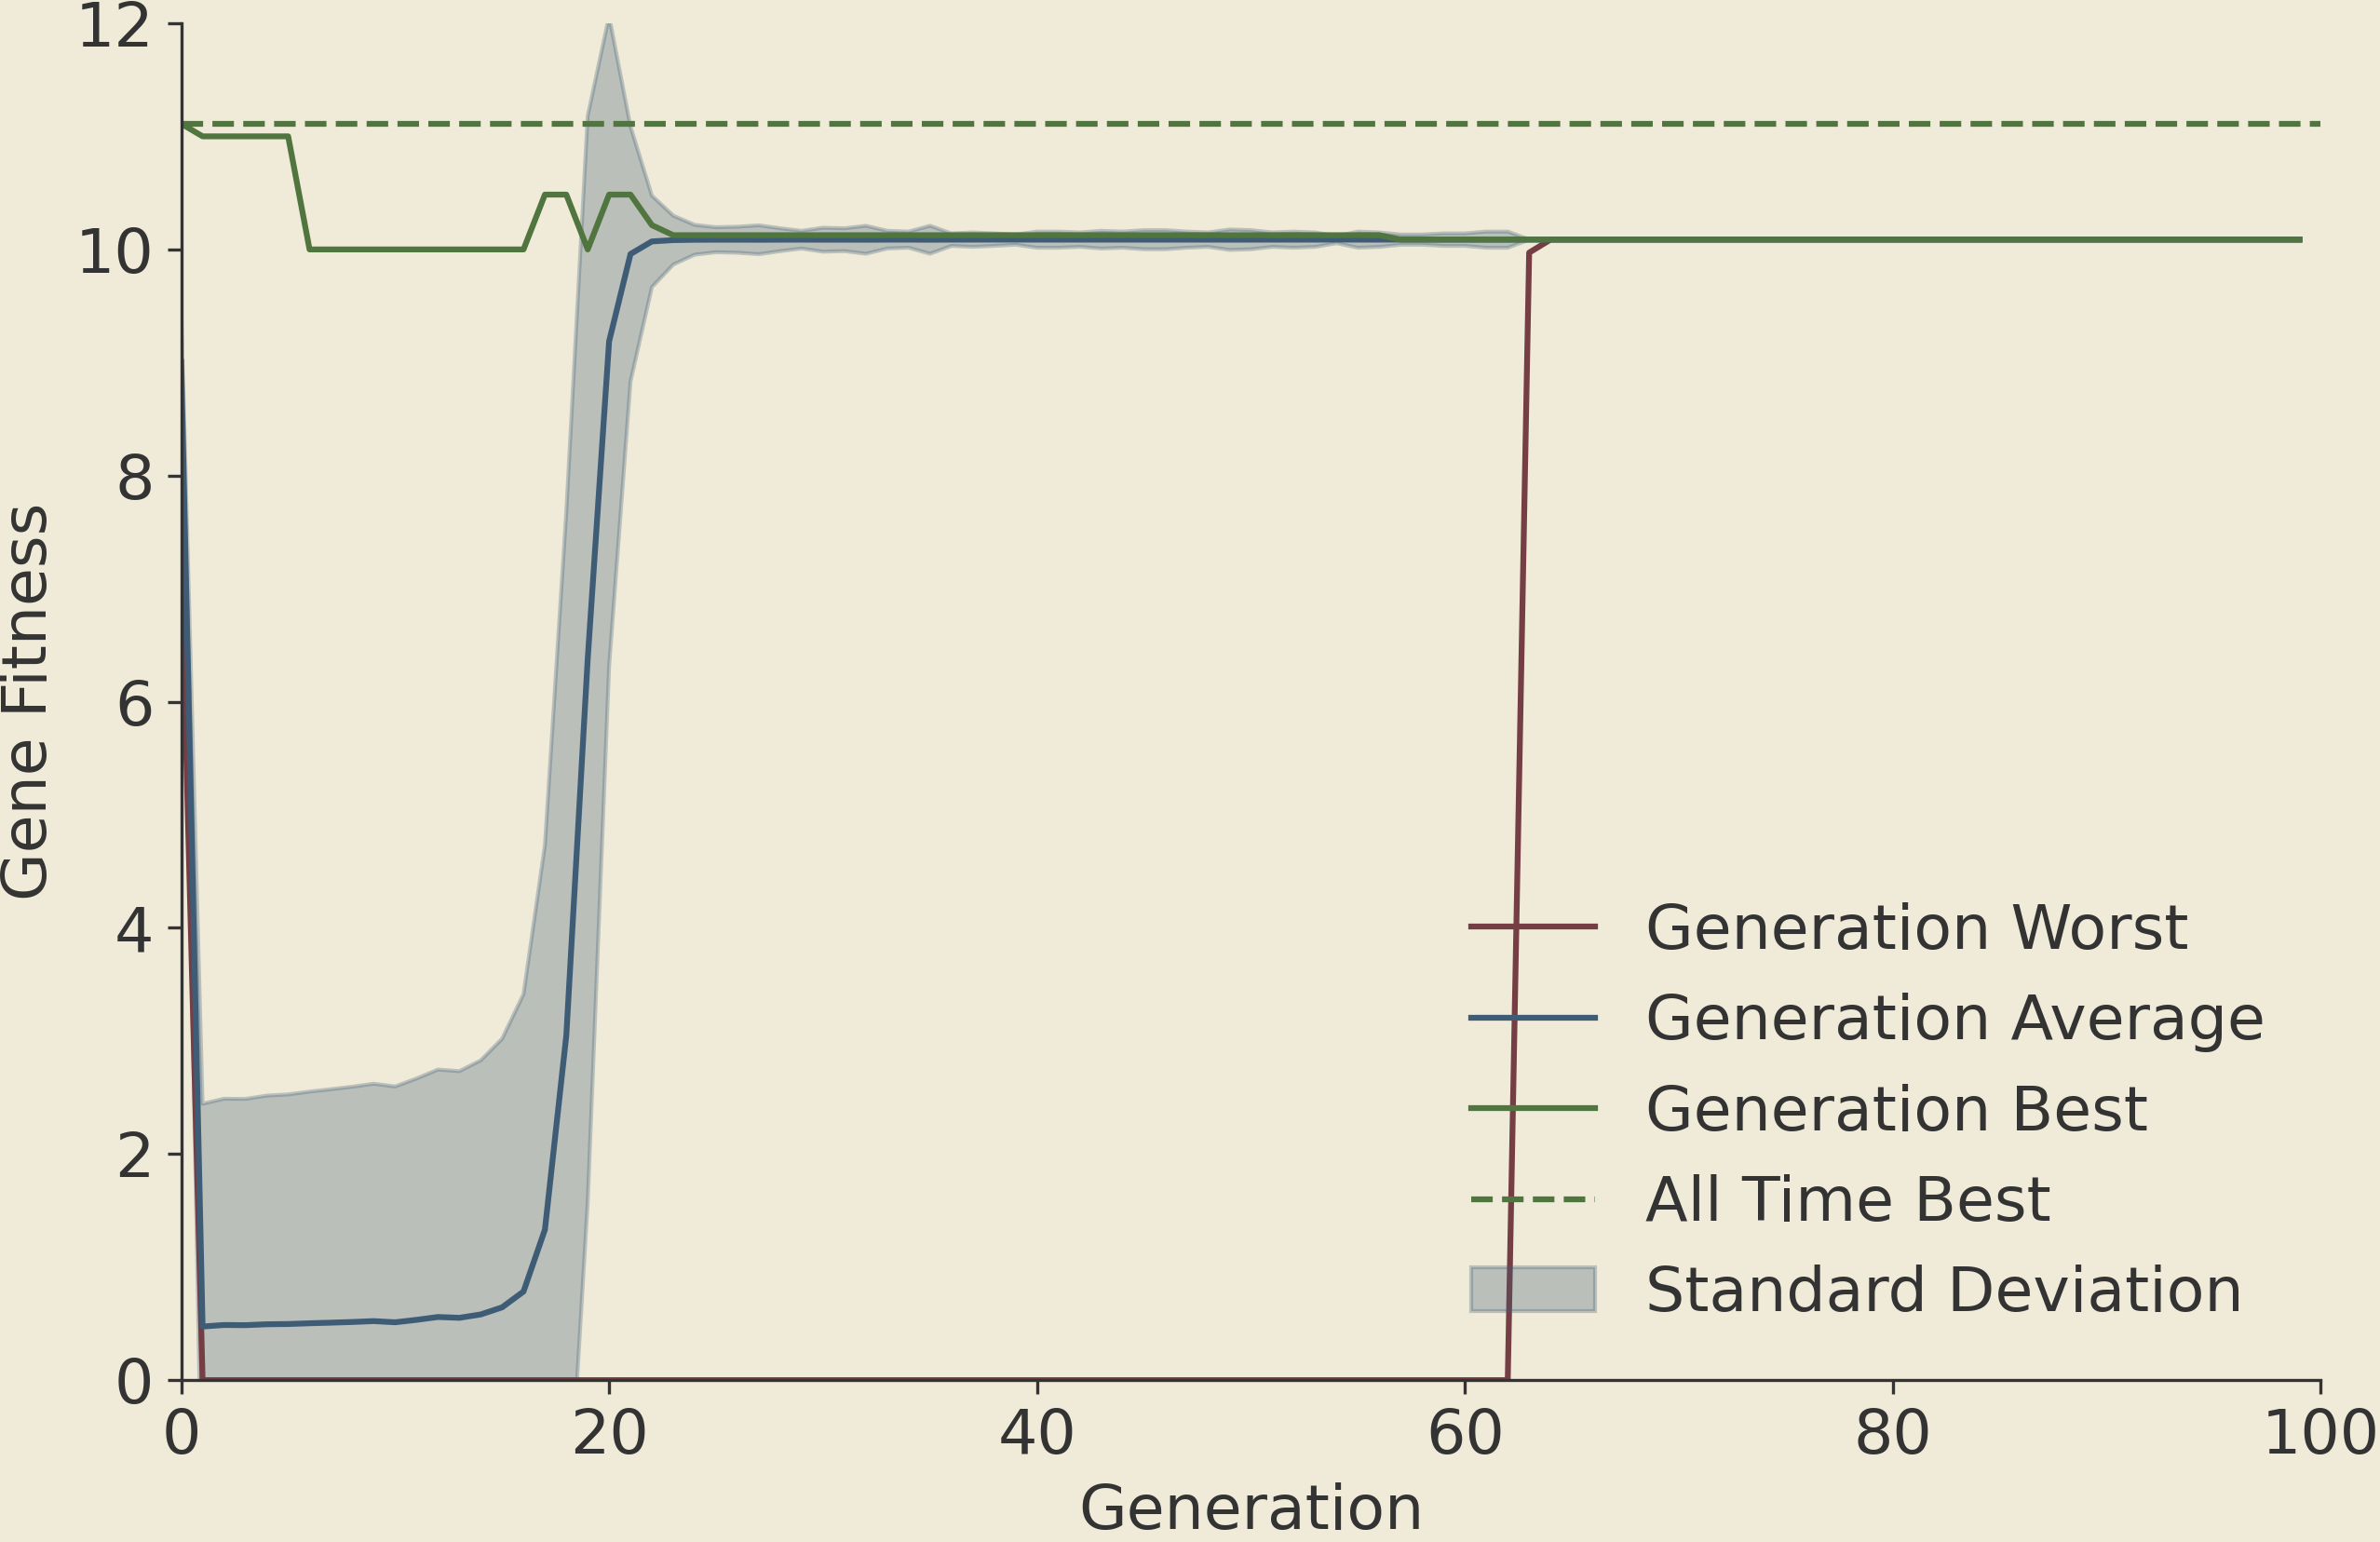 12
10
8
6
4
2
0
Gene Fitness
0 20 40 60 80 100
Generation
Generation Worst
Generation Average
Generation Best
All Time Best
Standard Deviation